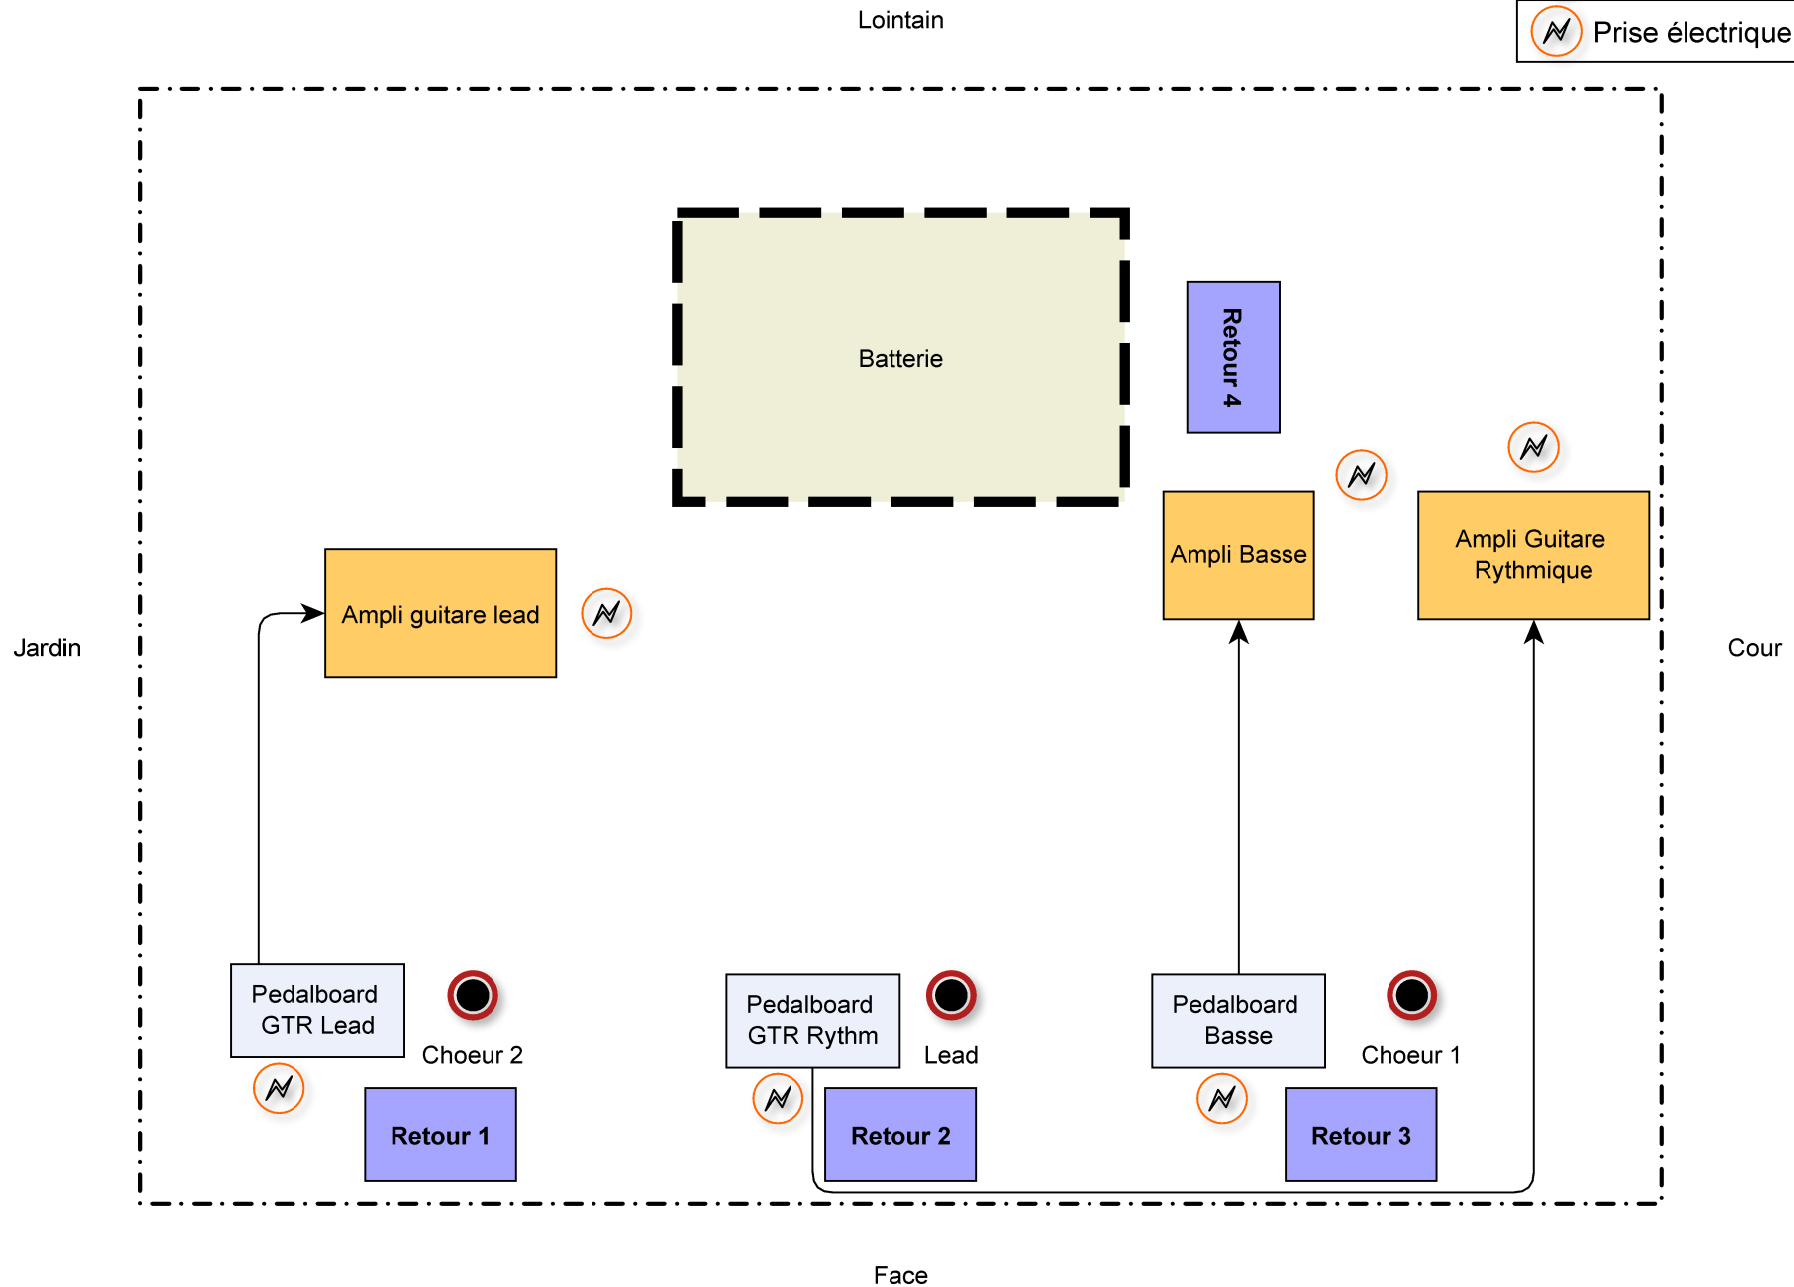 Lointain
Prise électrique
Batterie
Retour 4
Ampli Basse
Ampli Guitare
Rythmique
Ampli guitare lead
Jardin
Cour
Pedalboard
GTR Lead
Choeur 2
Pedalboard
GTR Rythm
Lead
Pedalboard
Basse
Choeur 1
Retour 1
Retour 2
Retour 3
Face